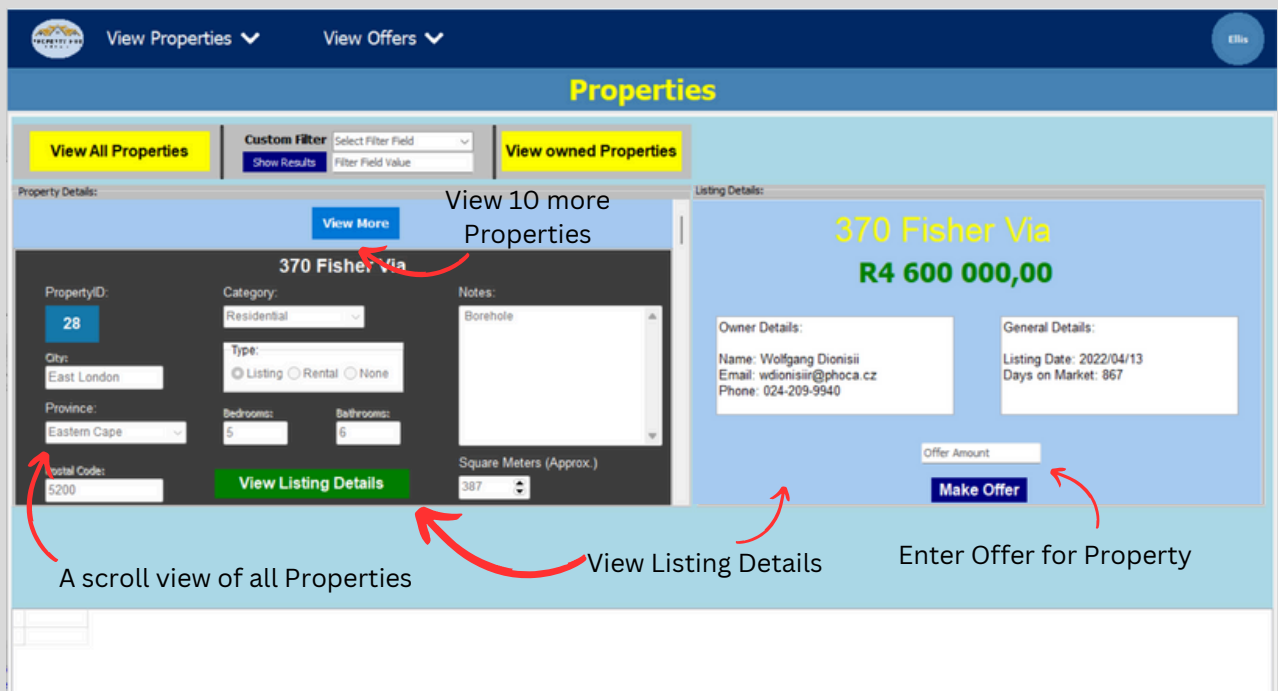 View Properties
View Offers
Ellis
Properties
View All Properties
Custom Filter
Select Filter Field
Show Results
Filter Field Value
View owned Properties
Property Details:
View More
View 10 more
Properties
370 Fisher Via
PropertyID:
28
City:
East London
Province:
Eastern Cape
Postal Code:
5200
Category:
Residential
Type:
Listing
Rental
None
Bedrooms:
5
Bathrooms:
6
View Listing Details
Notes:
Borehole
Square Meters (Approx.)
387
Listing Details:
370 Fisher Via
R4 600 000,00
Owner Details:
Name: Wolfgang Dionisii
Email: wdionisiir@phoca.cz
Phone: 024-209-9940
General Details:
Listing Date: 2022/04/13
Days on Market: 867
Offer Amount
Make Offer
A scroll view of all Properties
View Listing Details
Enter Offer for Property